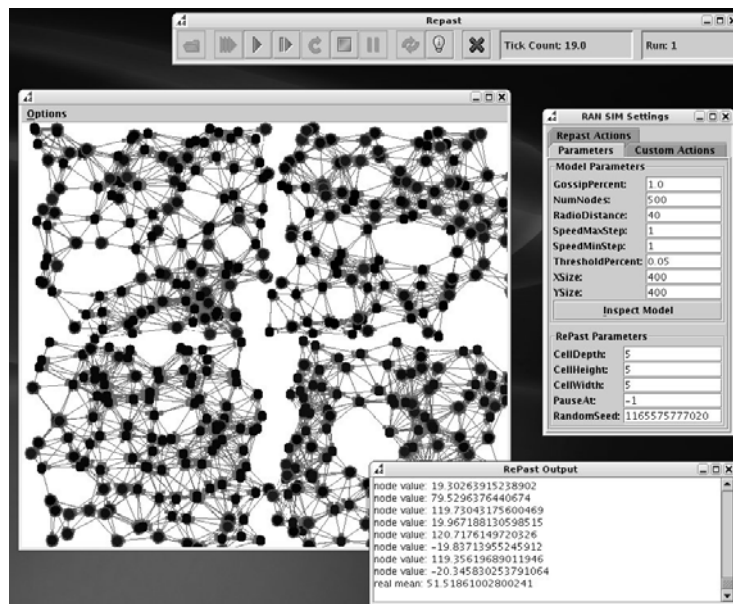 Repast
Tick Count: 19.0
Run: 1
Options
RAN SIM Settings
Repast Actions
Parameters
Custom Actions
Model Parameters
GossipPercent: 1.0
NumNodes: 500
RadioDistance: 40
SpeedMaxStep: 1
SpeedMinStep: 1
ThresholdPercent: 0.05
XSize: 400
YSize: 400
Inspect Model
RePast Parameters
CellDepth: 5
CellHeight: 5
CellWidth: 5
PauseAt: -1
RandomSeed: 1165575777020
RePast Output
node value: 19.30263915238902
node value: 79.5296376440674
node value: 119.73043175600469
node value: 19.967188130598515
node value: 120.7176149720326
node value: -19.83713955245912
node value: 119.35619689011946
node value: -20.345830253791064
real mean: 51.51861002800241